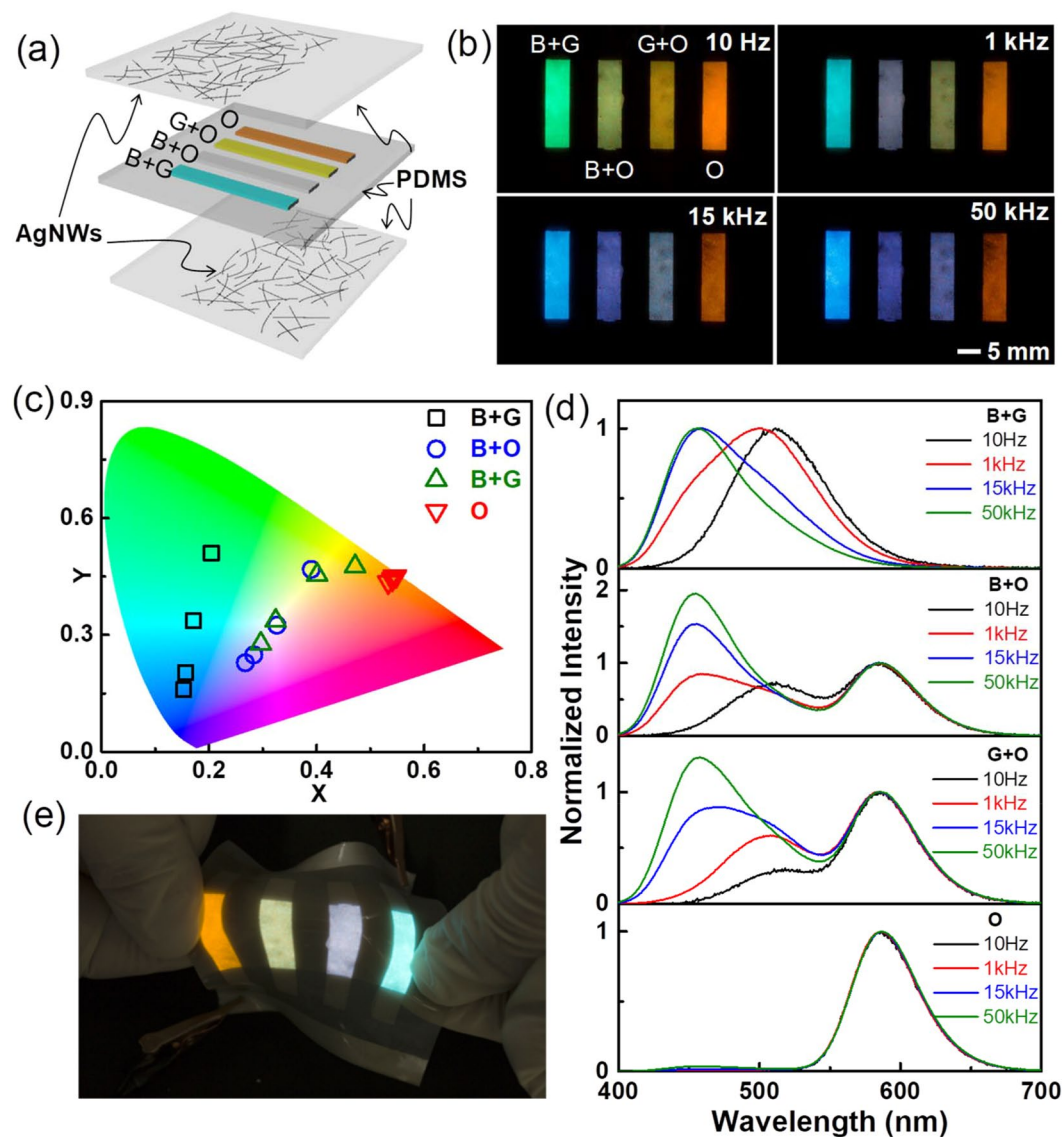 (a)
O
G+O
B+O
B+G
PDMS
AgNWs
(b)
B+G
G+O
10 Hz
B+O
O
1 kHz
15 kHz
50 kHz
5 mm
(c)
0.9
0.6
0.3
0.0
Y
0.0 0.2 0.4 0.6 0.8
X
B+G
B+O
B+G
O
(d)
Normalized Intensity
B+G
10Hz
1kHz
15kHz
50kHz
1
0
B+O
10Hz
1kHz
15kHz
50kHz
2
1
0
G+O
10Hz
1kHz
15kHz
50kHz
1
0
O
10Hz
1kHz
15kHz
50kHz
1
0
400 500 600 700
Wavelength (nm)
(e)